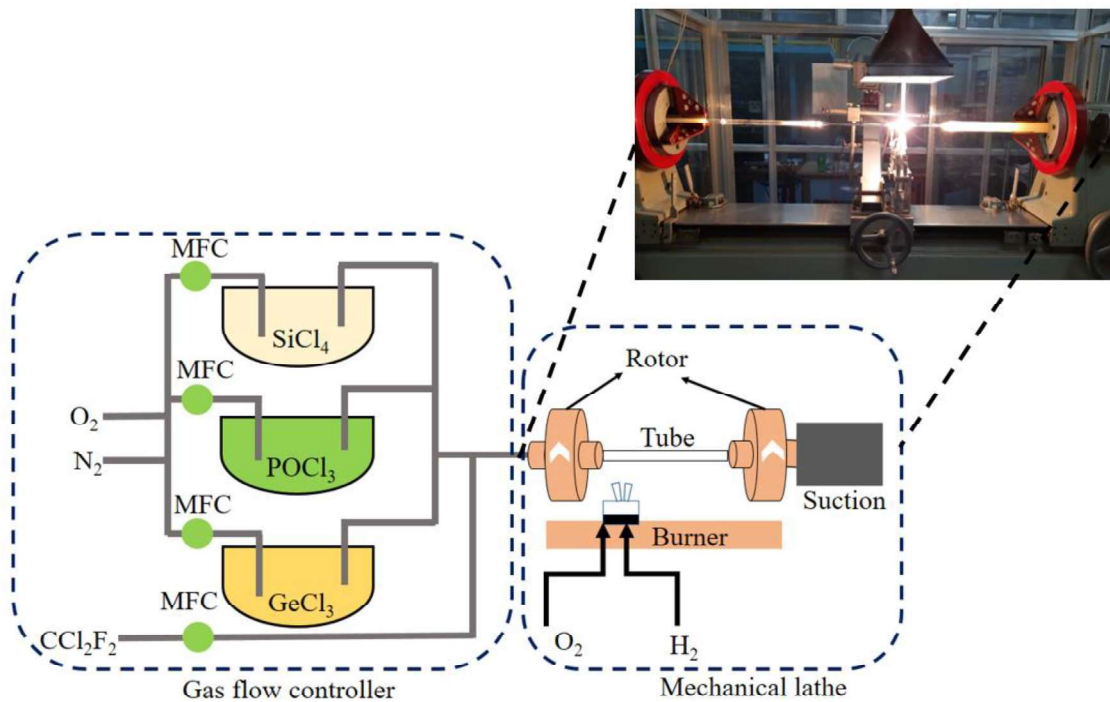 MFC
SiCl4
MFC
O2
N2
POCl3
MFC
GeCl3
MFC
CCl2F2
Gas flow controller
Rotor
Tube
Suction
Burner
O2
H2
Mechanical lathe